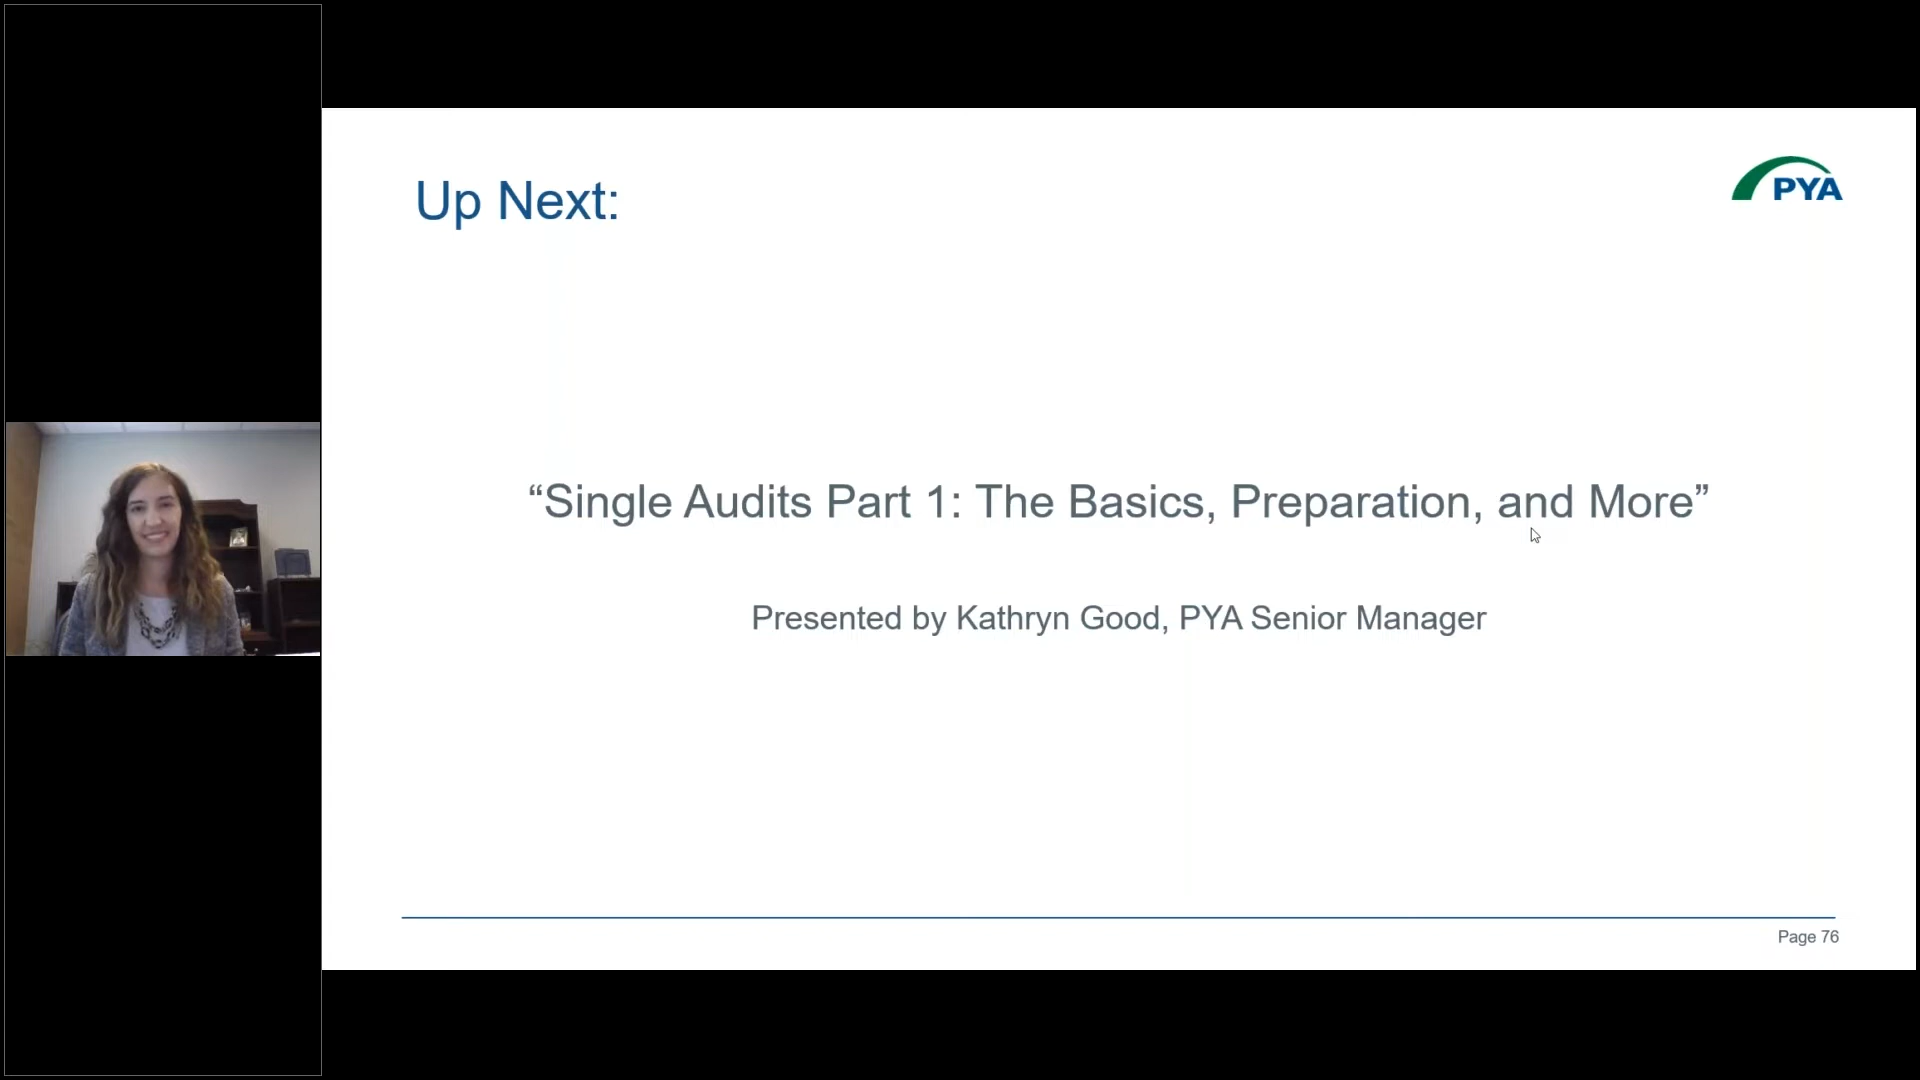 Up Next:
PYA
“Single Audits Part 1: The Basics, Preparation, and More”
Presented by Kathryn Good, PYA Senior Manager
Page 76